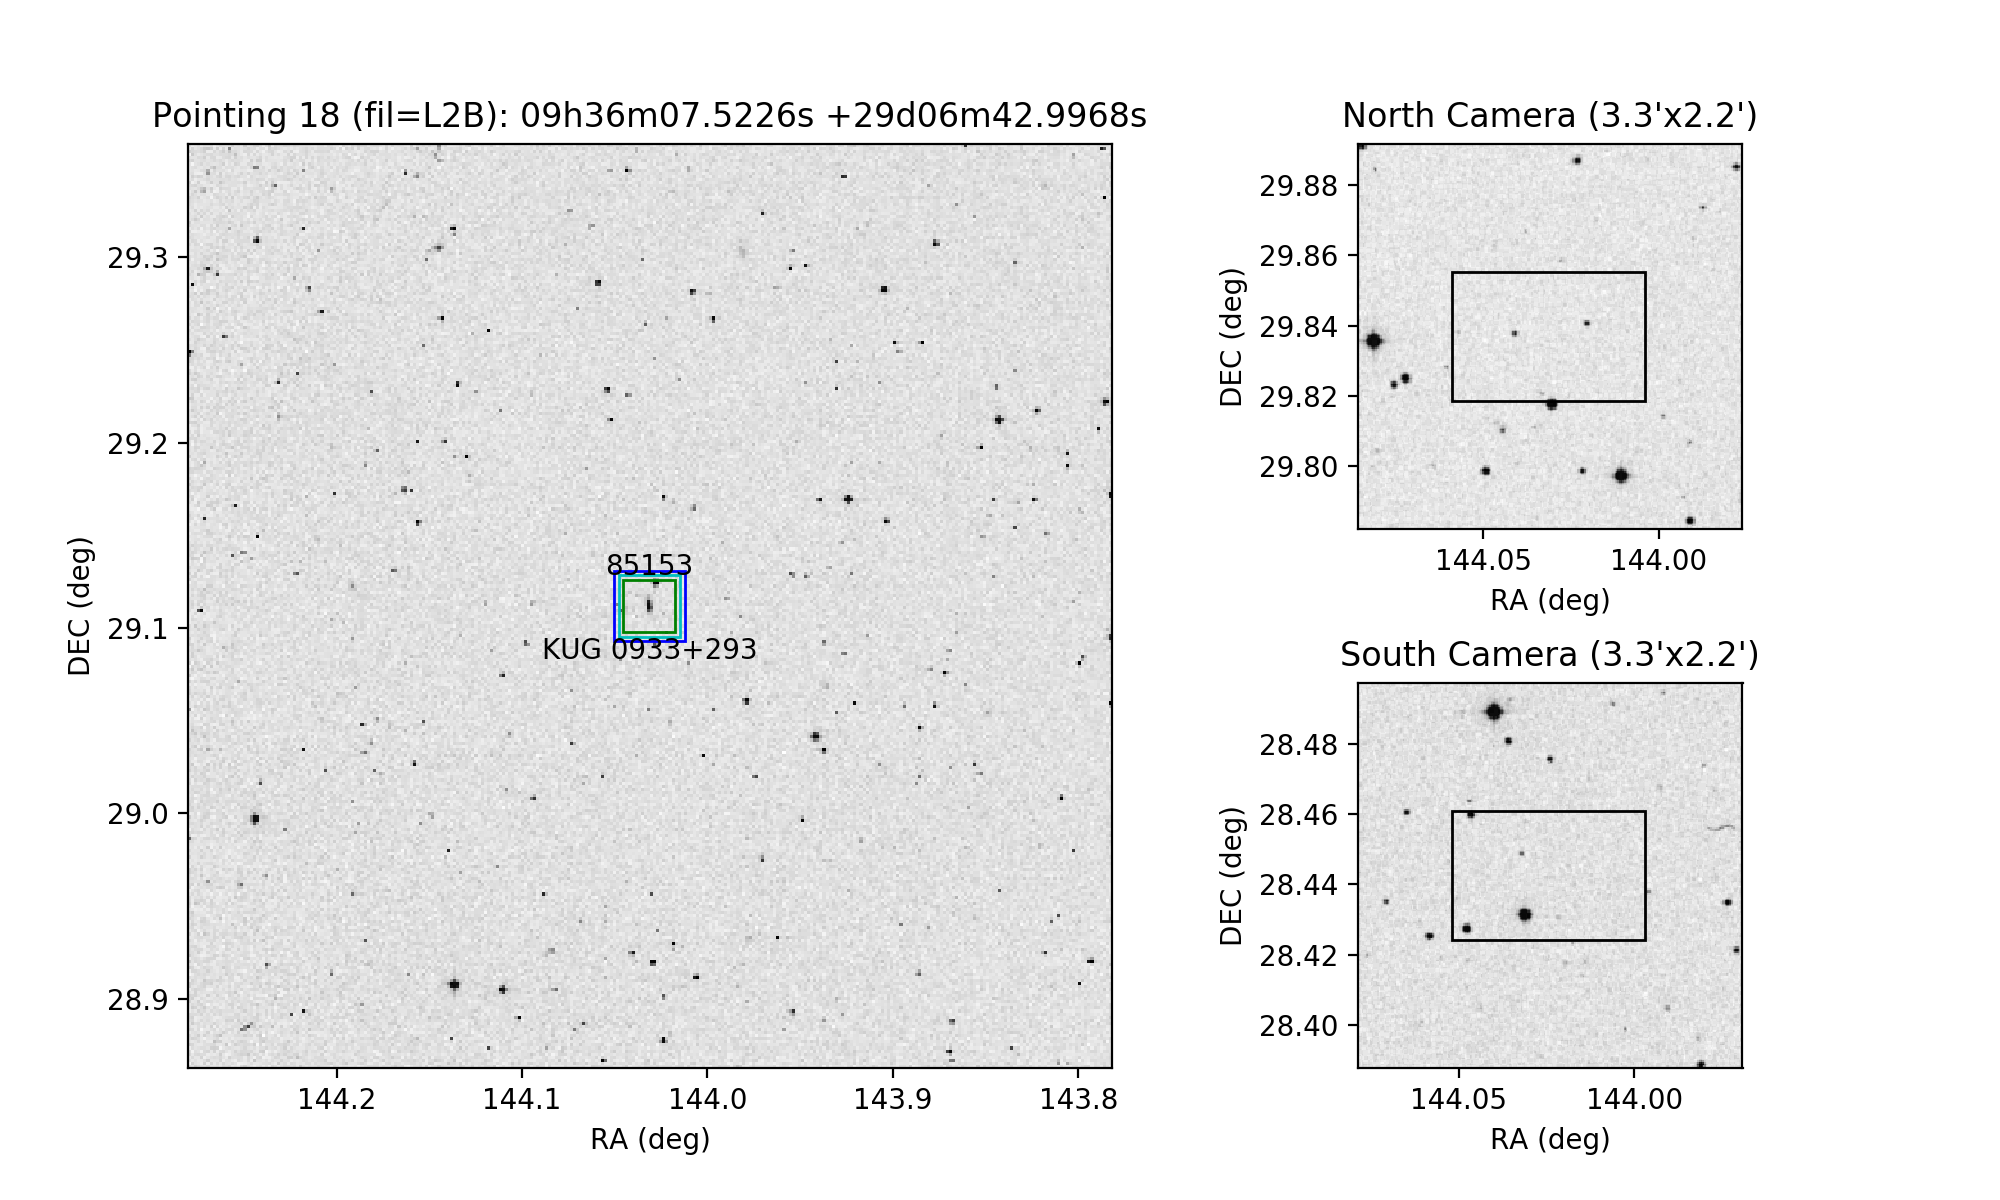 Pointing 18 (fil=L2B): 09h36m07.5226s +29d06m42.9968s
29.3
29.2
29.1
29.0
28.9
DEC (deg)
85153
KUG 0933+293
144.2 144.1 144.0 143.9 143.8
RA (deg)
North Camera (3.3'x2.2')
29.88
29.86
29.84
29.82
29.80
DEC (deg)
144.05 144.00
RA (deg)
South Camera (3.3'x2.2')
28.48
28.46
28.44
28.42
28.40
DEC (deg)
144.05 144.00
RA (deg)